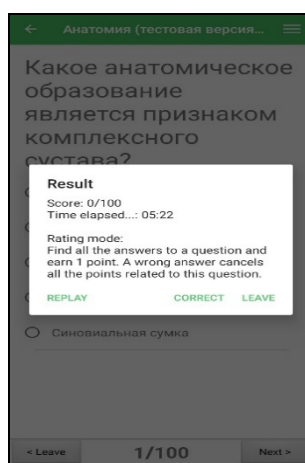 Анатомия (тестовая версия...
Какое анатомическое
образование
является признаком
комплексного
сустава?
Result
Score: 0/100
Time elapsed...: 05:22
Rating mode:
Find all the answers to a question and
earn 1 point. A wrong answer cancels
all the points related to this question.
REPLAY CORRECT LEAVE
Синовиальная сумка
< Leave 1/100 Next >